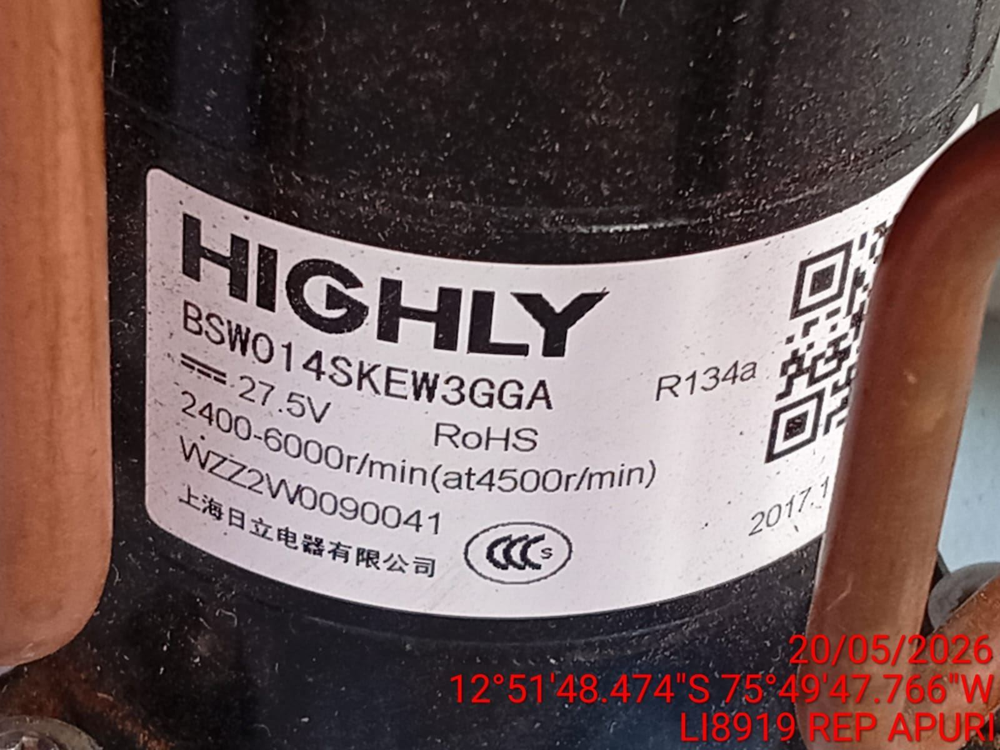 HIGHLY
BSW014SKEW3GGA
R134a
27.5V
RoHS
2400-6000r/min(at4500r/min)
WZZ2W0090041
2017.1
上海日立电器有限公司
CCC S
20/05/2026
12°51'48.474"S 75°49'47.766"W
LI8919 REP APURI